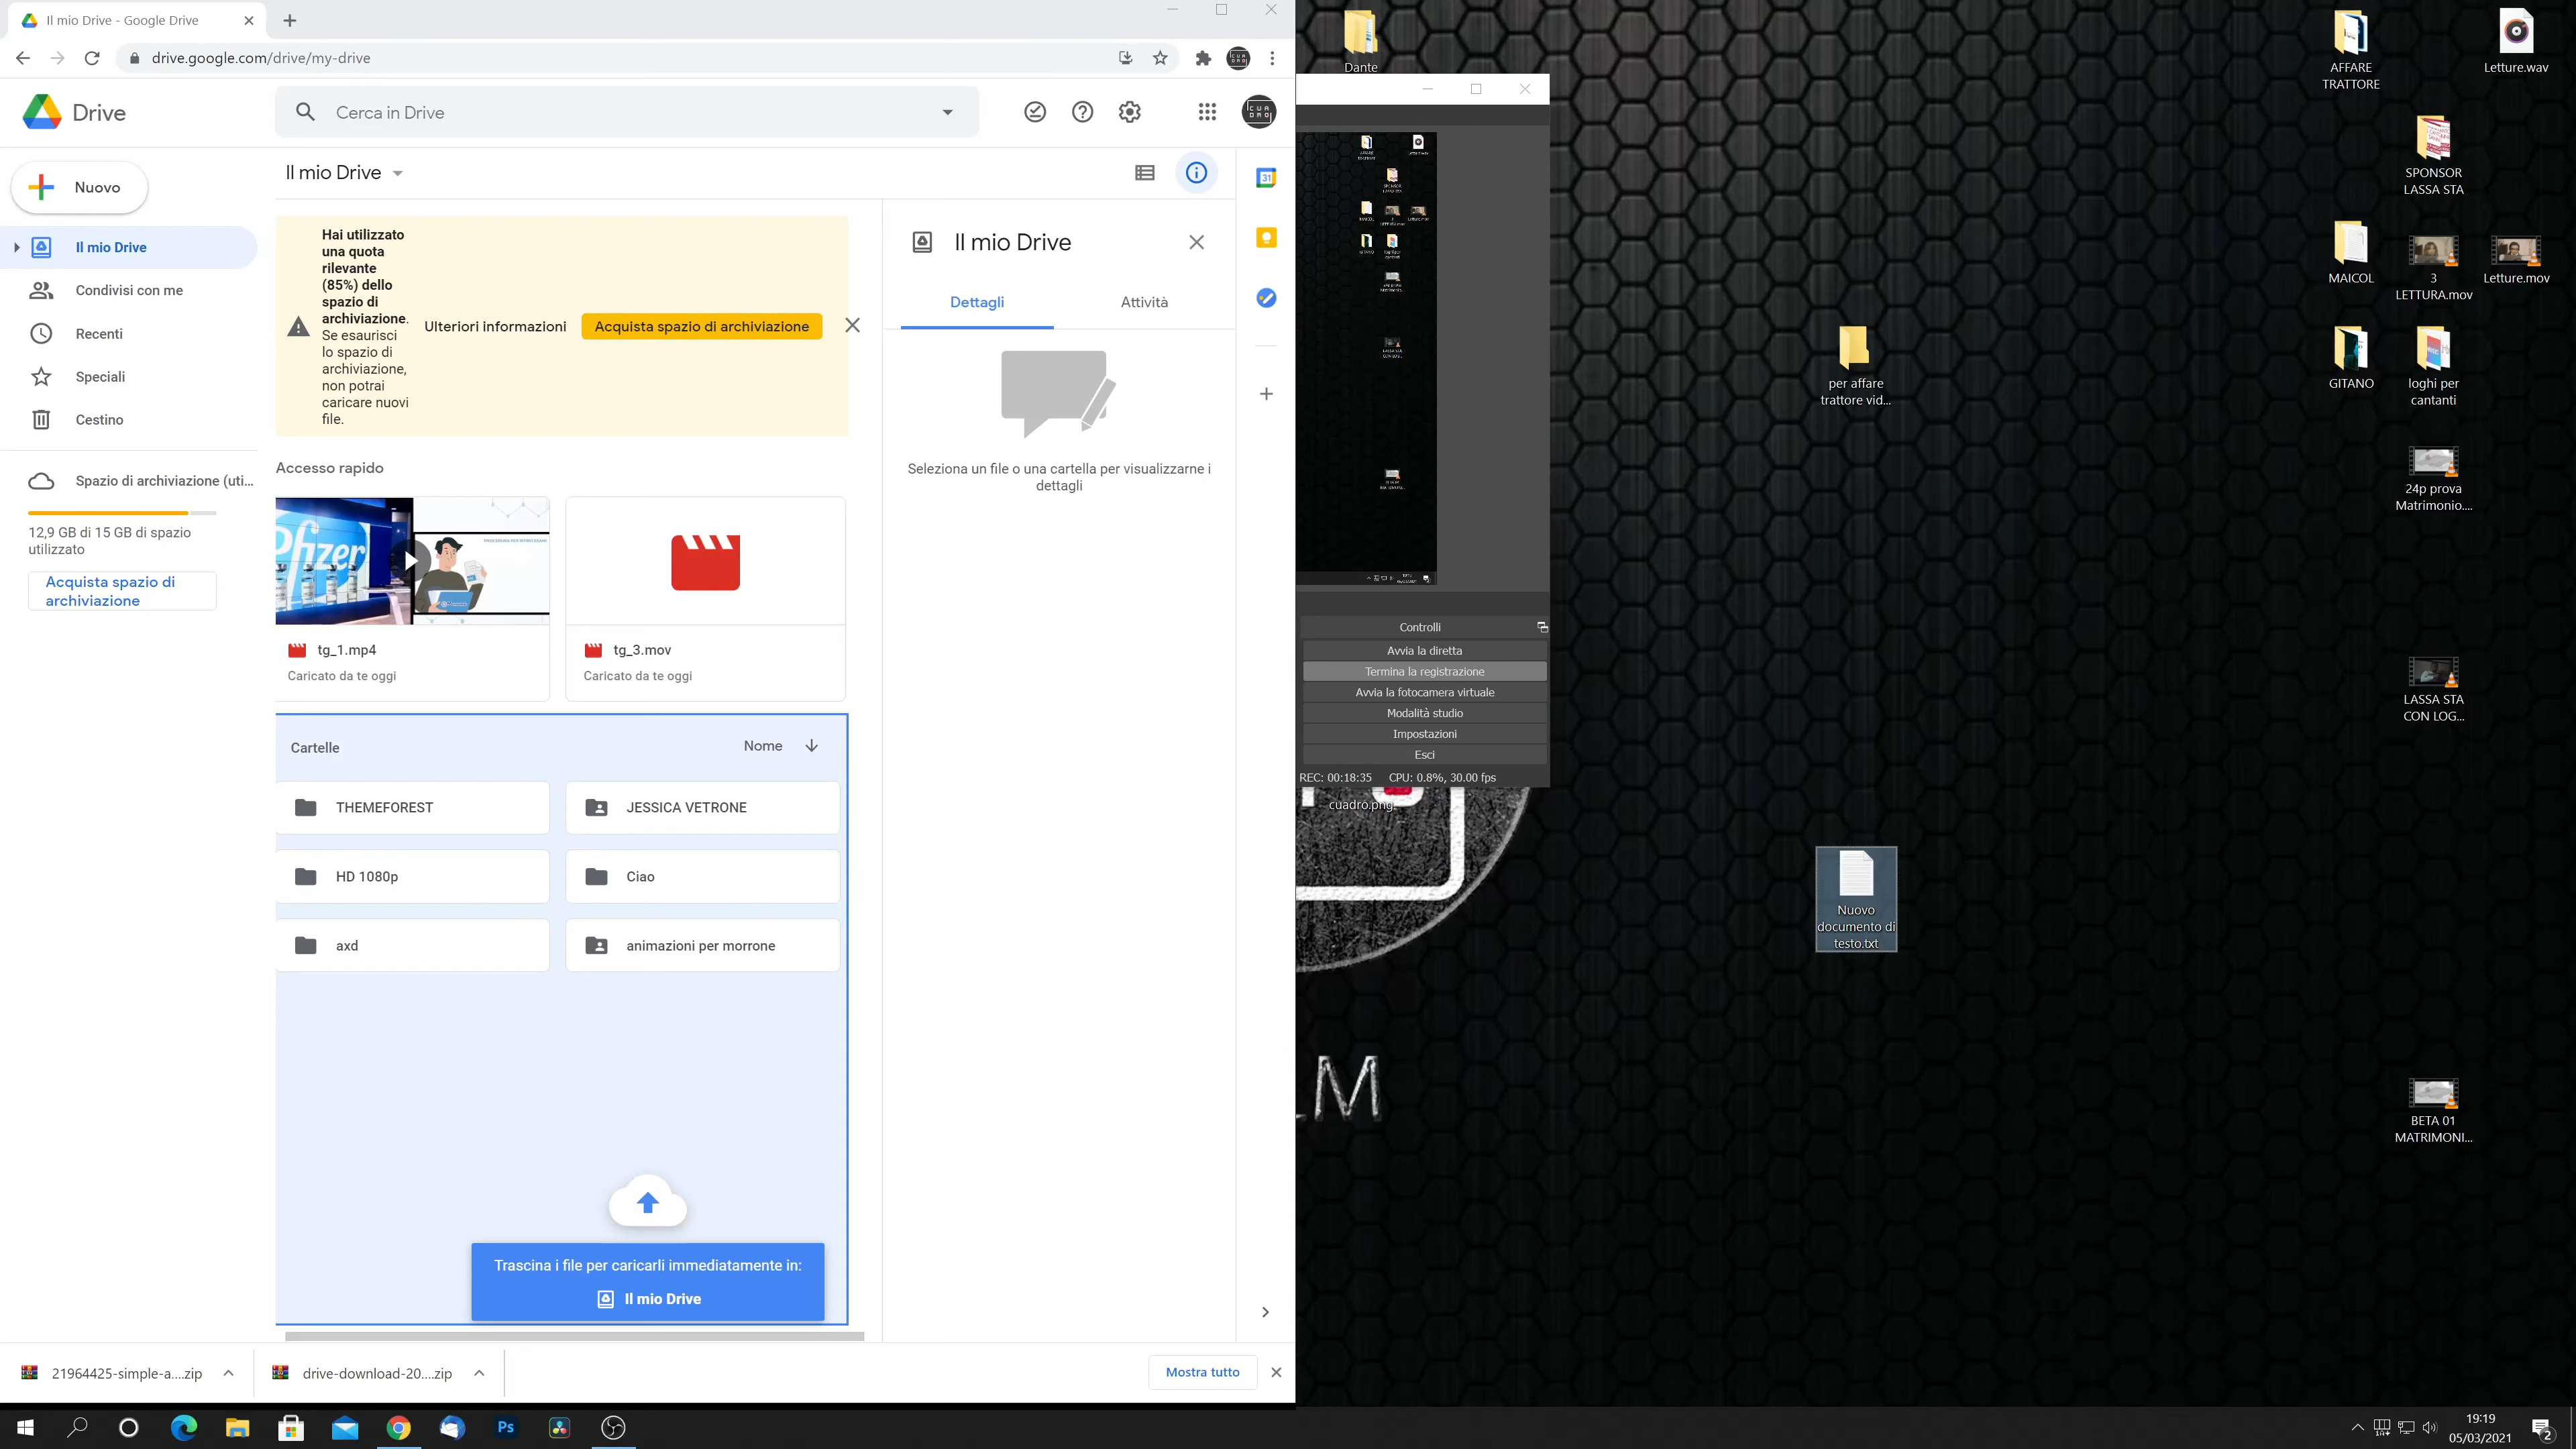 Il mio Drive - Google Drive
drive.google.com/drive/my-drive
Drive
Cerca in Drive
Nuovo
Il mio Drive
Condivisi con me
Recenti
Speciali
Cestino
Spazio di archiviazione (uti...
12,9 GB di 15 GB di spazio
utilizzato
Acquista spazio di
archiviazione
Il mio Drive
Hai utilizzato
una quota
rilevante
(85%) dello
spazio di
archiviazione.
Se esaurisci
lo spazio di
archiviazione,
non potrai
caricare nuovi
file.
Ulteriori informazioni
Acquista spazio di archiviazione
Accesso rapido
Pfizer
PROCEDURA PER RITIRO ESAMI
tg_1.mp4
Caricato da te oggi
tg_3.mov
Caricato da te oggi
Cartelle
Nome
THEMEFOREST
JESSICA VETRONE
HD 1080p
Ciao
axd
animazioni per morrone
Trascina i file per caricarli immediatamente in:
Il mio Drive
Il mio Drive
Dettagli
Attività
Seleziona un file o una cartella per visualizzarne i
dettagli
31
21964425-simple-a....zip
drive-download-20....zip
Mostra tutto
Dante
Controlli
Avvia la diretta
Termina la registrazione
Avvia la fotocamera virtuale
Modalità studio
Impostazioni
Esci
REC: 00:18:35
CPU: 0.8%, 30.00 fps
cuadro.png
LM
per affare
trattore vid...
Nuovo
documento di
testo.txt
AFFARE
TRATTORE
Letture.wav
SPONSOR
LASSA STA
MAICOL
3
LETTURA.mov
Letture.mov
GITANO
loghi per
cantanti
24p prova
Matrimonio....
LASSA STA
CON LOG...
BETA 01
MATRIMONI...
Ps
19:19
05/03/2021
2